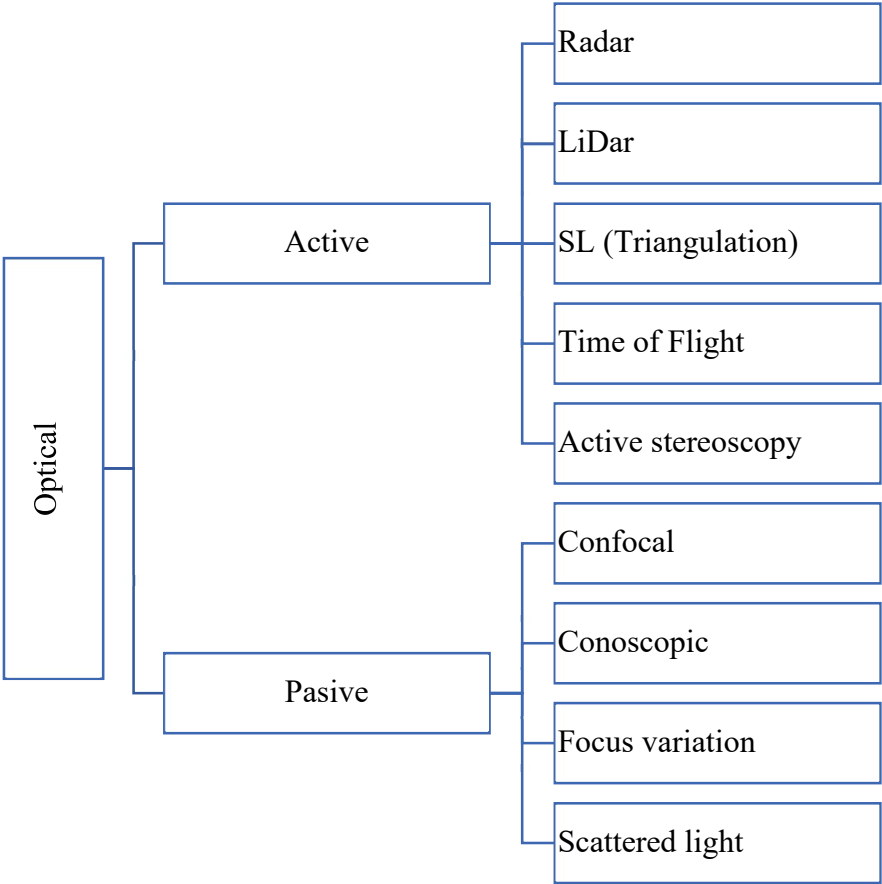 Optical
Active
Radar
LiDar
SL (Triangulation)
Time of Flight
Active stereoscopy
Pasive
Confocal
Conoscopic
Focus variation
Scattered light